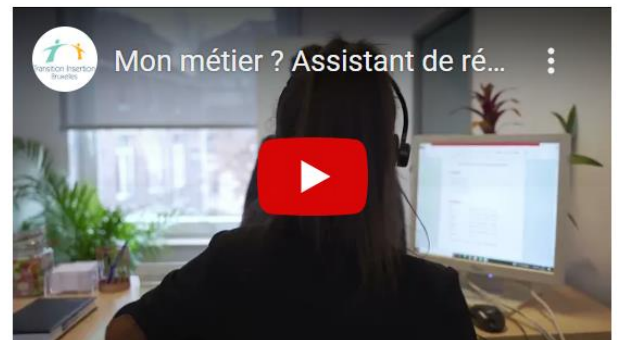 Mon métier ? Assistant de ré...
Transition Insertion
Bruxelles